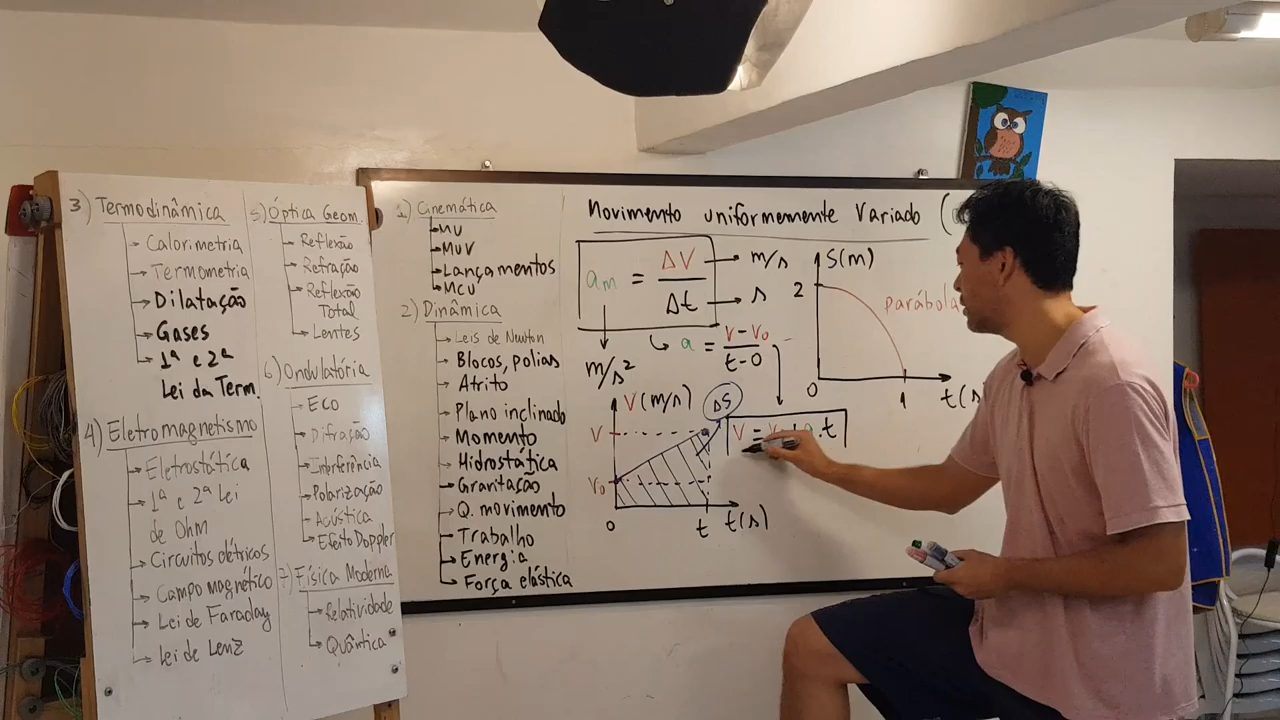 3) Termodinâmica
Calorimetria
Termometria
Dilatação
Gases
1ª e 2ª
Lei da Term.
4) Eletromagnetismo
Eletrostática
1ª e 2ª Lei
de Ohm
Circuitos elétricos
Campo magnético
Lei de Faraday
Lei de Lenz
5) Óptica Geom.
Reflexão
Refração
Reflexão
Total
Lentes
6) Ondulatória
Eco
Difração
Interferência
Polarização
Acústica
Efeito Doppler
7) Física Moderna
Relatividade
Quântica
1) Cinemática
MU
MUV
Lançamentos
MCU
2) Dinâmica
Leis de Newton
Blocos, polias
Atrito
Plano inclinado
Momento
Hidrostática
Gravitação
Q. movimento
Trabalho
Energia
Força elástica
Movimento uniformemente Variado (
am = ΔV/Δt
m/s
s
m/s²
a = v-v₀/t-0
V(m/s)
V
V₀
0
t
t(s)
ΔS
V = V₀ + a.t
S(m)
2
parábola
0
1
t(s